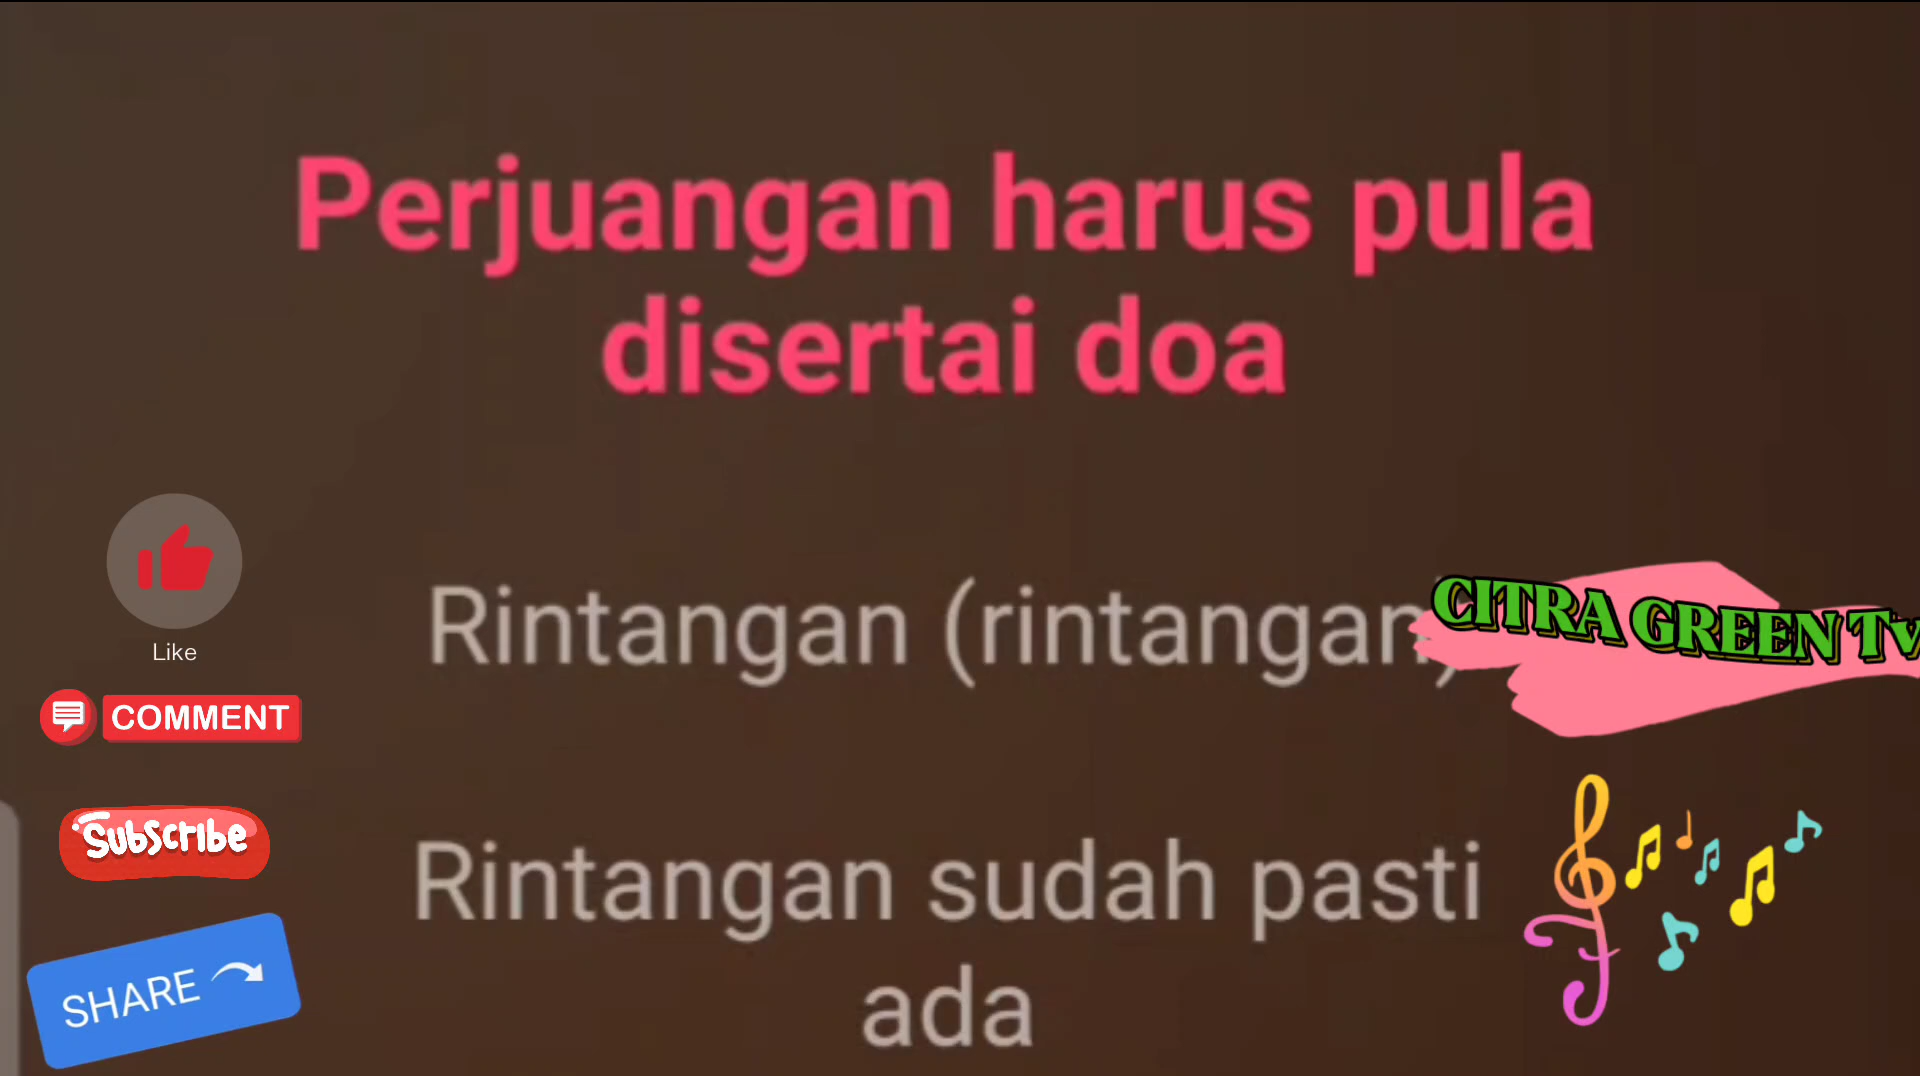 Perjuangan harus pula
disertai doa
Rintangan (rintangan)
Rintangan sudah pasti
ada
Like
COMMENT
Subscribe
SHARE
CITRA GREEN Tv